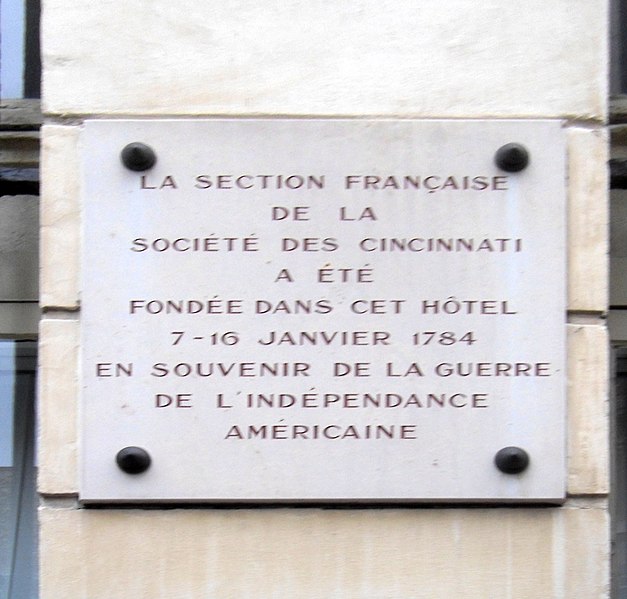 LA SECTION FRANÇAISE
DE LA
SOCIÉTÉ DES CINCINNATI
A ÉTÉ
FONDÉE DANS CET HÔTEL
7-16 JANVIER 1784
EN SOUVENIR DE LA GUERRE
DE L'INDÉPENDANCE
AMÉRICAINE